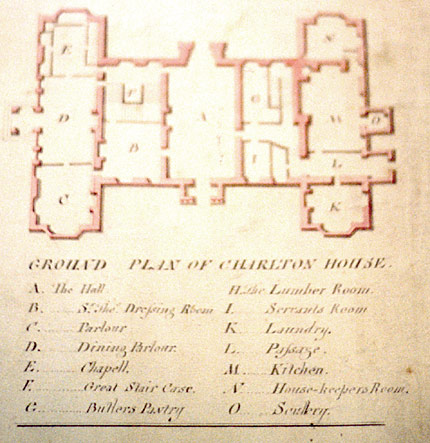 E
N
F
D
A
G
M
O
B
L
C
K
GROUND PLAN OF CHARLTON HOUSE.
A. The Hall
B. Sr. Tho.s Dressing Room
C. Parlour
D. Dining Parlour.
E. Chapell.
F. Great Stair Case.
G. Butlers Pantry
H. the Lumber Room.
I. Servants Room
K. Laundry.
L. Passage.
M. Kitchen.
N. House-keepers Room.
O. Scullery.